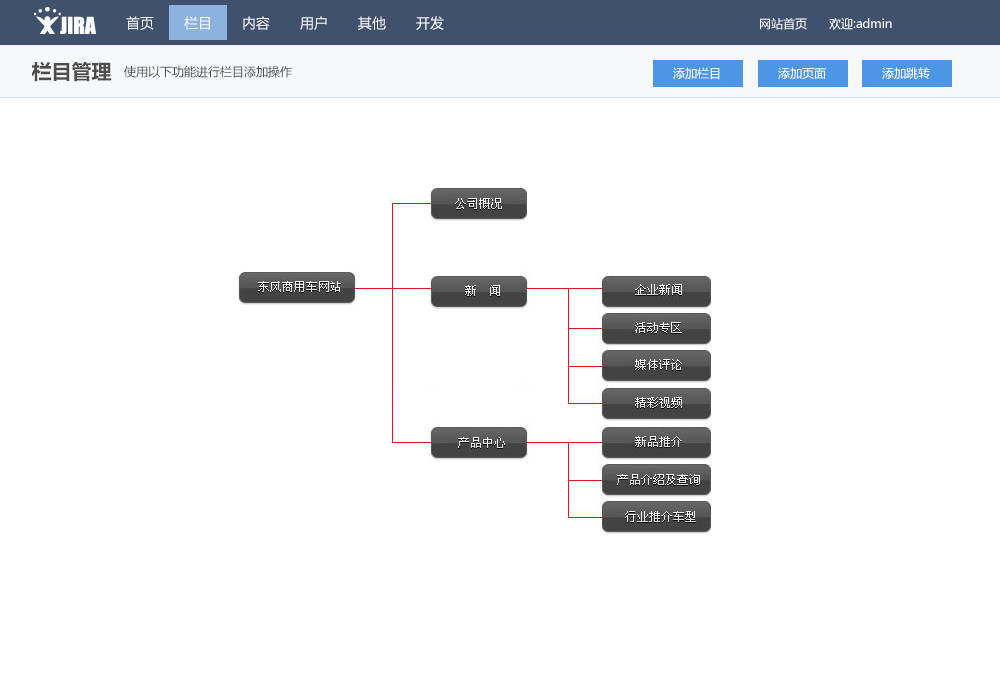 JIRA 首页 栏目 内容 用户 其他 开发 网站首页 欢迎:admin
栏目管理 使用以下功能进行栏目添加操作 添加栏目 添加页面 添加跳转
公司概况
东风商用车网站
新 闻
企业新闻
活动专区
媒体评论
精彩视频
产品中心
新品推介
产品介绍及查询
行业推介车型